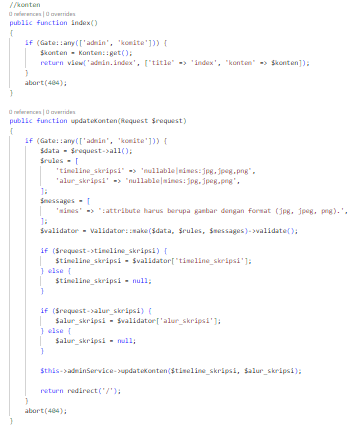 //konten
0 references | 0 overrides
public function index()
{
if (Gate::any(['admin', 'komite'])) {
$konten = Konten::get();
return view('admin.index', ['title' => 'index', 'konten' => $konten]);
}
abort(404);
}
0 references | 0 overrides
public function updateKonten(Request $request)
{
if (Gate::any(['admin', 'komite'])) {
$data = $request->all();
$rules = [
'timeline_skripsi' => 'nullable|mimes:jpg,jpeg,png',
'alur_skripsi' => 'nullable|mimes:jpg,jpeg,png',
];
$messages = [
'mimes' => ':attribute harus berupa gambar dengan format (jpg, jpeg, png).',
];
$validator = Validator::make($data, $rules, $messages)->validate();
if ($request->timeline_skripsi) {
$timeline_skripsi = $validator['timeline_skripsi'];
} else {
$timeline_skripsi = null;
}
if ($request->alur_skripsi) {
$alur_skripsi = $validator['alur_skripsi'];
} else {
$alur_skripsi = null;
}
$this->adminService->updateKonten($timeline_skripsi, $alur_skripsi);
return redirect('/');
}
abort(404);
}